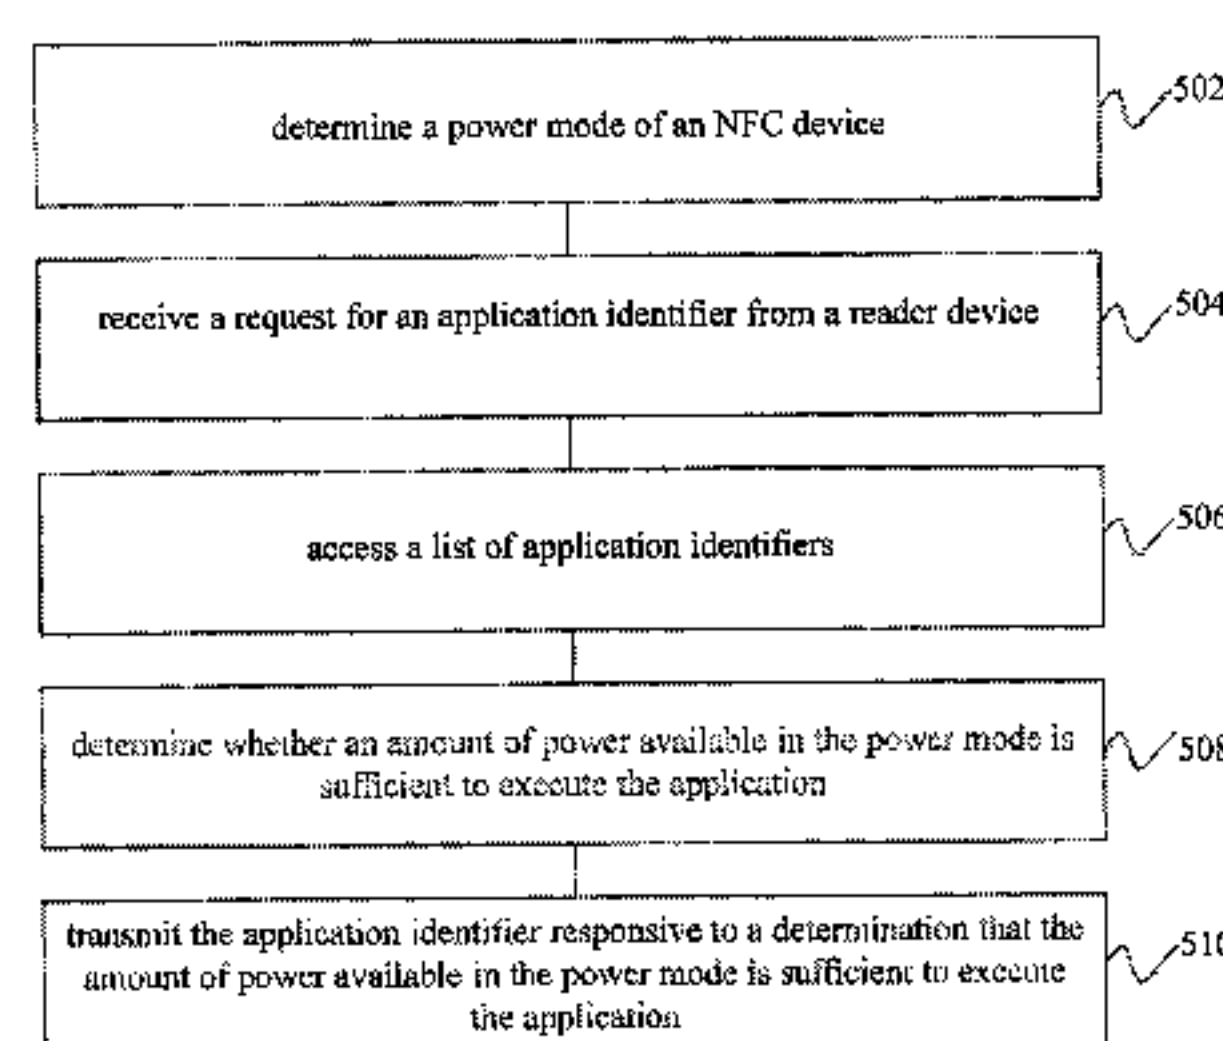 determine a power mode of an NFC device
502
receive a request for an application identifier from a reader device
504
access a list of application identifiers
506
determine whether an amount of power available in the power mode is
sufficient to execute the application
508
transmit the application identifier responsive to a determination that the
amount of power available in the power mode is sufficient to execute
the application
510